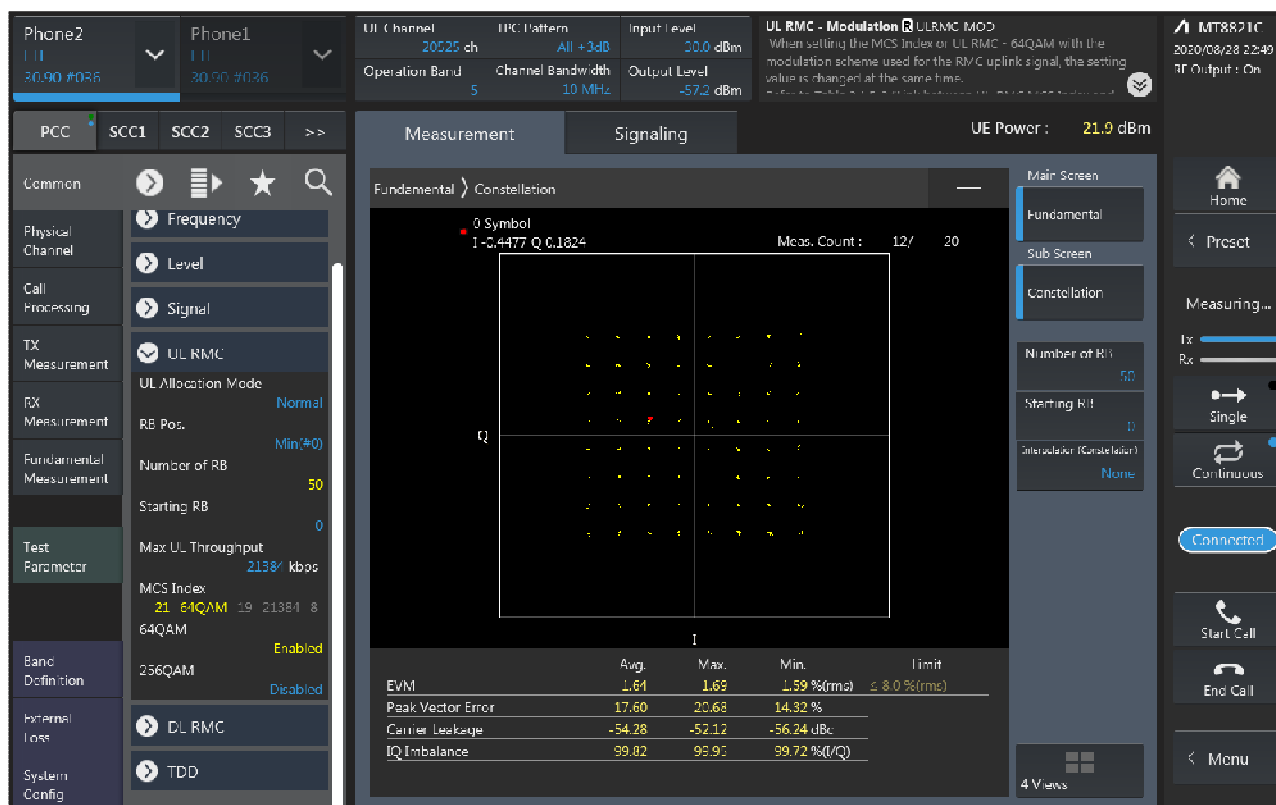 Phone2
30.90 #036
Phone1
30.90 #036
UL Channel
20525 ch
TPC Pattern
All +3dB
Input Level
30.0 dBm
Operation Band
5
Channel Bandwidth
10 MHz
Output Level
-57.2 dBm
UL RMC - Modulation R ULRMC_MOD
When setting the MCS Index or UL RMC - 64QAM with the
modulation scheme used for the RMC uplink signal, the setting
value is changed at the same time.
MT8821C
2020/08/28 22:49
RF Output : On
PCC
SCC1
SCC2
SCC3
>>
Measurement
Signaling
UE Power : 21.9 dBm
Common
Physical
Channel
Call
Processing
TX
Measurement
RX
Measurement
Fundamental
Measurement
Test
Parameter
Band
Definition
External
Loss
System
Config
Frequency
Level
Signal
UL RMC
UL Allocation Mode
Normal
RB Pos.
Min(#0)
Number of RB
50
Starting RB
0
Max UL Throughput
21384 kbps
MCS Index
21 64QAM 19 21384 8
64QAM
Enabled
256QAM
Disabled
DL RMC
TDD
Fundamental 〉 Constellation
0 Symbol
I -0.4477 Q 0.1824
Meas. Count : 12/ 20
Q
I
Avg. Max. Min. Limit
EVM 1.64 1.69 1.59 %(rms) ≤ 8.0 %(rms)
Peak Vector Error 17.60 20.68 14.32 %
Carrier Leakage -54.28 -52.12 -56.24 dBc
IQ Imbalance 99.82 99.95 99.72 %(I/Q)
Main Screen
Fundamental
Sub Screen
Constellation
Number of RB
50
Starting RB
0
Interpolation (Constellation)
None
4 Views
Home
< Preset
Measuring...
Tx
Rx
Single
Continuous
Connected
Start Call
End Call
< Menu